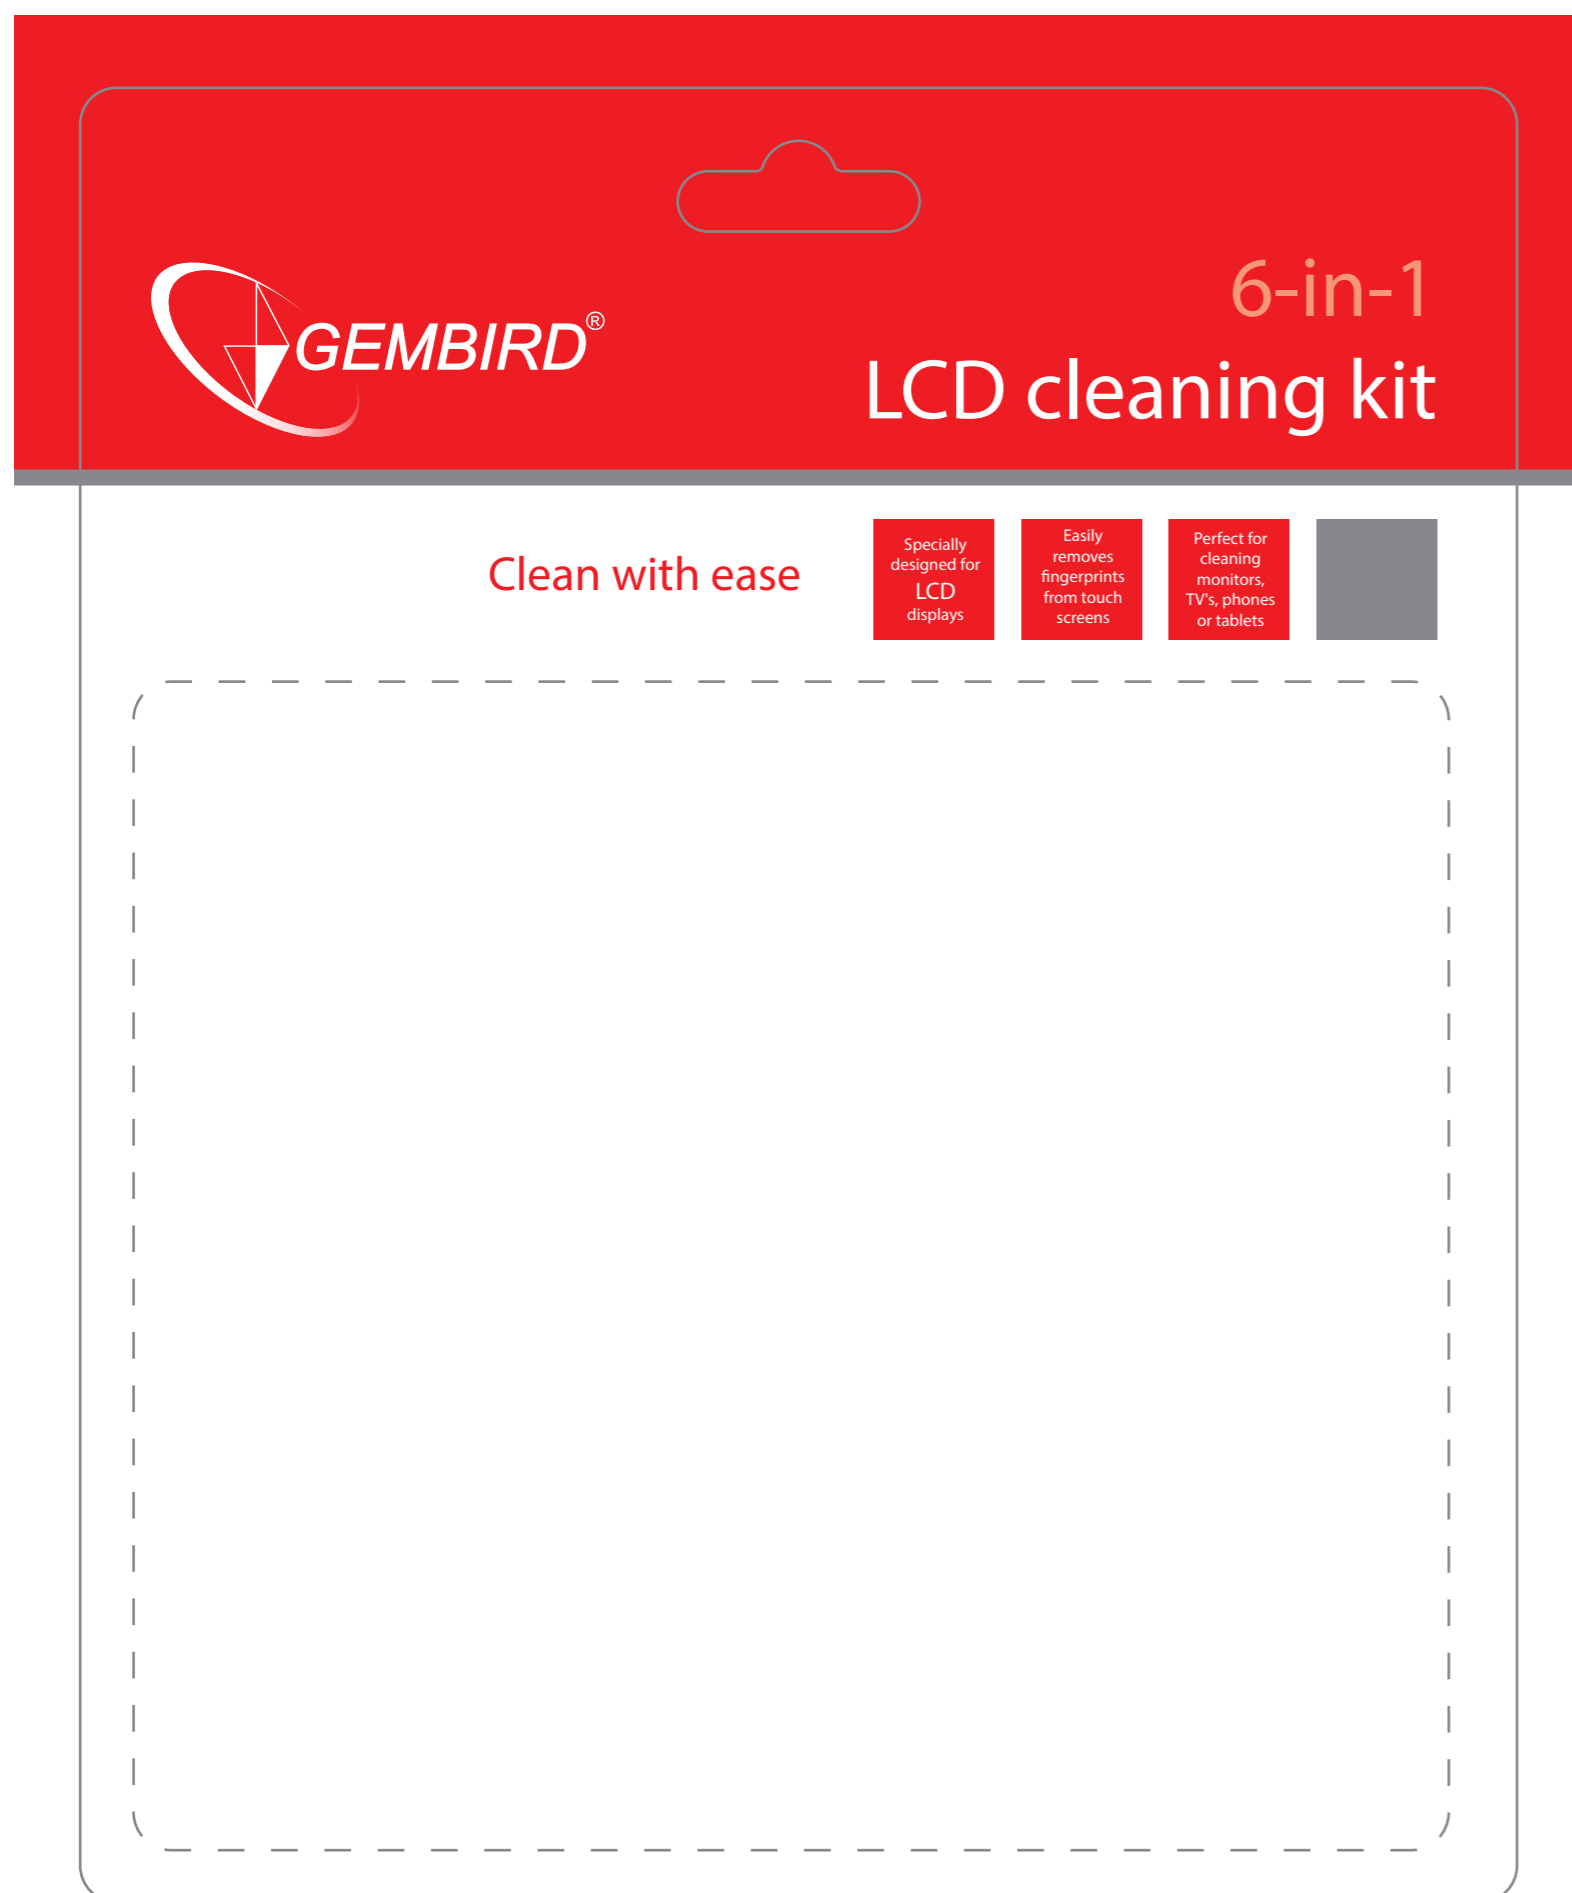 GEMBIRD®
6-in-1
LCD cleaning kit
Clean with ease
Specially
designed for
LCD
displays
Easily
removes
fingerprints
from touch
screens
Perfect for
cleaning
monitors,
TV's, phones
or tablets